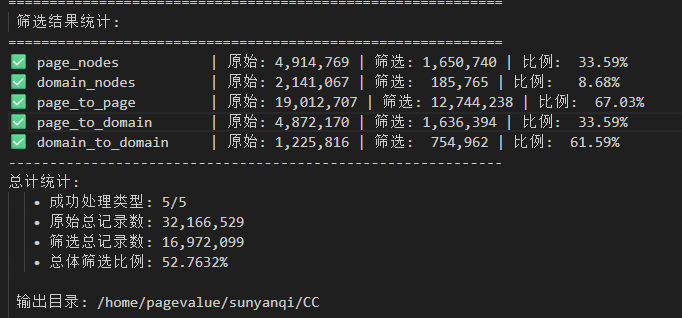 ============================================================
筛选结果统计:
============================================================
✅ page_nodes | 原始: 4,914,769 | 筛选: 1,650,740 | 比例: 33.59%
✅ domain_nodes | 原始: 2,141,067 | 筛选: 185,765 | 比例: 8.68%
✅ page_to_page | 原始: 19,012,707 | 筛选: 12,744,238 | 比例: 67.03%
✅ page_to_domain | 原始: 4,872,170 | 筛选: 1,636,394 | 比例: 33.59%
✅ domain_to_domain | 原始: 1,225,816 | 筛选: 754,962 | 比例: 61.59%
------------------------------------------------------------
总计统计:
• 成功处理类型: 5/5
• 原始总记录数: 32,166,529
• 筛选总记录数: 16,972,099
• 总体筛选比例: 52.7632%
输出目录: /home/pagevalue/sunyanqi/CC